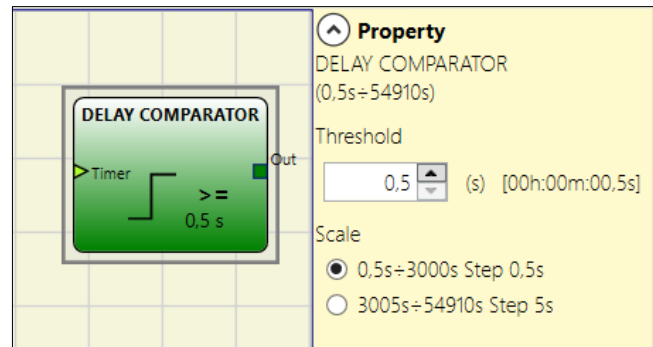 DELAY COMPARATOR
Timer
Out
>=
0,5 s
Property
DELAY COMPARATOR
(0,5s÷54910s)
Threshold
0,5 (s) [00h:00m:00,5s]
Scale
0,5s÷3000s Step 0,5s
3005s÷54910s Step 5s